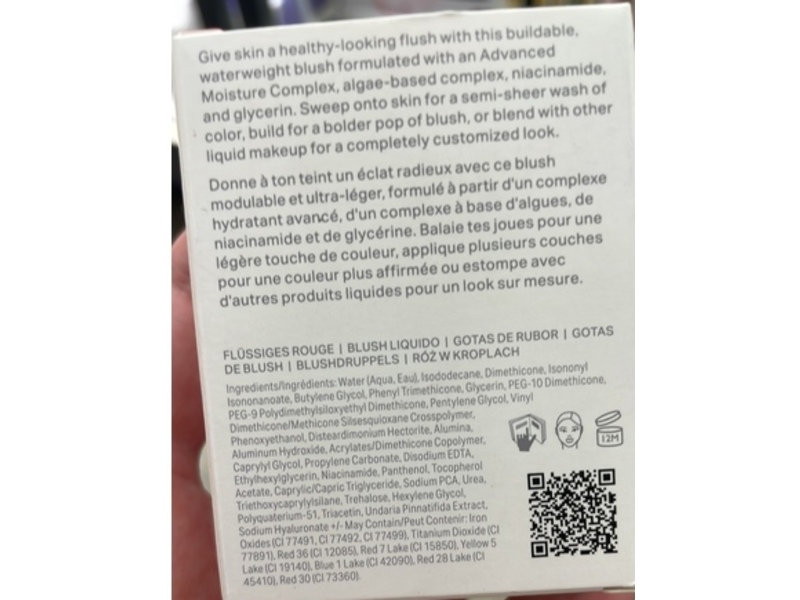 Give skin a healthy-looking flush with this buildable,
waterweight blush formulated with an Advanced
Moisture Complex, algae-based complex, niacinamide,
and glycerin. Sweep onto skin for a semi-sheer wash of
color, build for a bolder pop of blush, or blend with other
liquid makeup for a completely customized look.
Donne à ton teint un éclat radieux avec ce blush
modulable et ultra-léger, formulé à partir d'un complexe
hydratant avancé, d'un complexe à base d'algues, de
niacinamide et de glycérine. Balaie tes joues pour une
légère touche de couleur, applique plusieurs couches
pour une couleur plus affirmée ou estompe avec
d'autres produits liquides pour un look sur mesure.
FLÜSSIGES ROUGE | BLUSH LIQUIDO | GOTAS DE RUBOR | GOTAS
DE BLUSH | BLUSHDRUPPELS | RÓŻ W KROPLACH
Ingredients/Ingrédients: Water (Aqua, Eau), Isododecane, Dimethicone, Isononyl
Isononanoate, Butylene Glycol, Phenyl Trimethicone, Glycerin, PEG-10 Dimethicone,
PEG-9 Polydimethylsiloxyethyl Dimethicone, Pentylene Glycol, Vinyl
Dimethicone/Methicone Silsesquioxane Crosspolymer,
Phenoxyethanol, Disteardimonium Hectorite, Alumina,
Aluminum Hydroxide, Acrylates/Dimethicone Copolymer,
Caprylyl Glycol, Propylene Carbonate, Disodium EDTA,
Ethylhexylglycerin, Niacinamide, Panthenol, Tocopherol
Acetate, Caprylic/Capric Triglyceride, Sodium PCA, Urea,
Triethoxycaprylylsilane, Trehalose, Hexylene Glycol,
Polyquaternium-51, Triacetin, Undaria Pinnatifida Extract,
Sodium Hyaluronate +/- May Contain/Peut Contenir: Iron
Oxides (CI 77491, CI 77492, CI 77499), Titanium Dioxide (CI
77891), Red 36 (CI 12085), Red 7 Lake (CI 15850), Yellow 5
Lake (CI 19140), Blue 1 Lake (CI 42090), Red 28 Lake (CI
45410), Red 30 (CI 73360).
12M